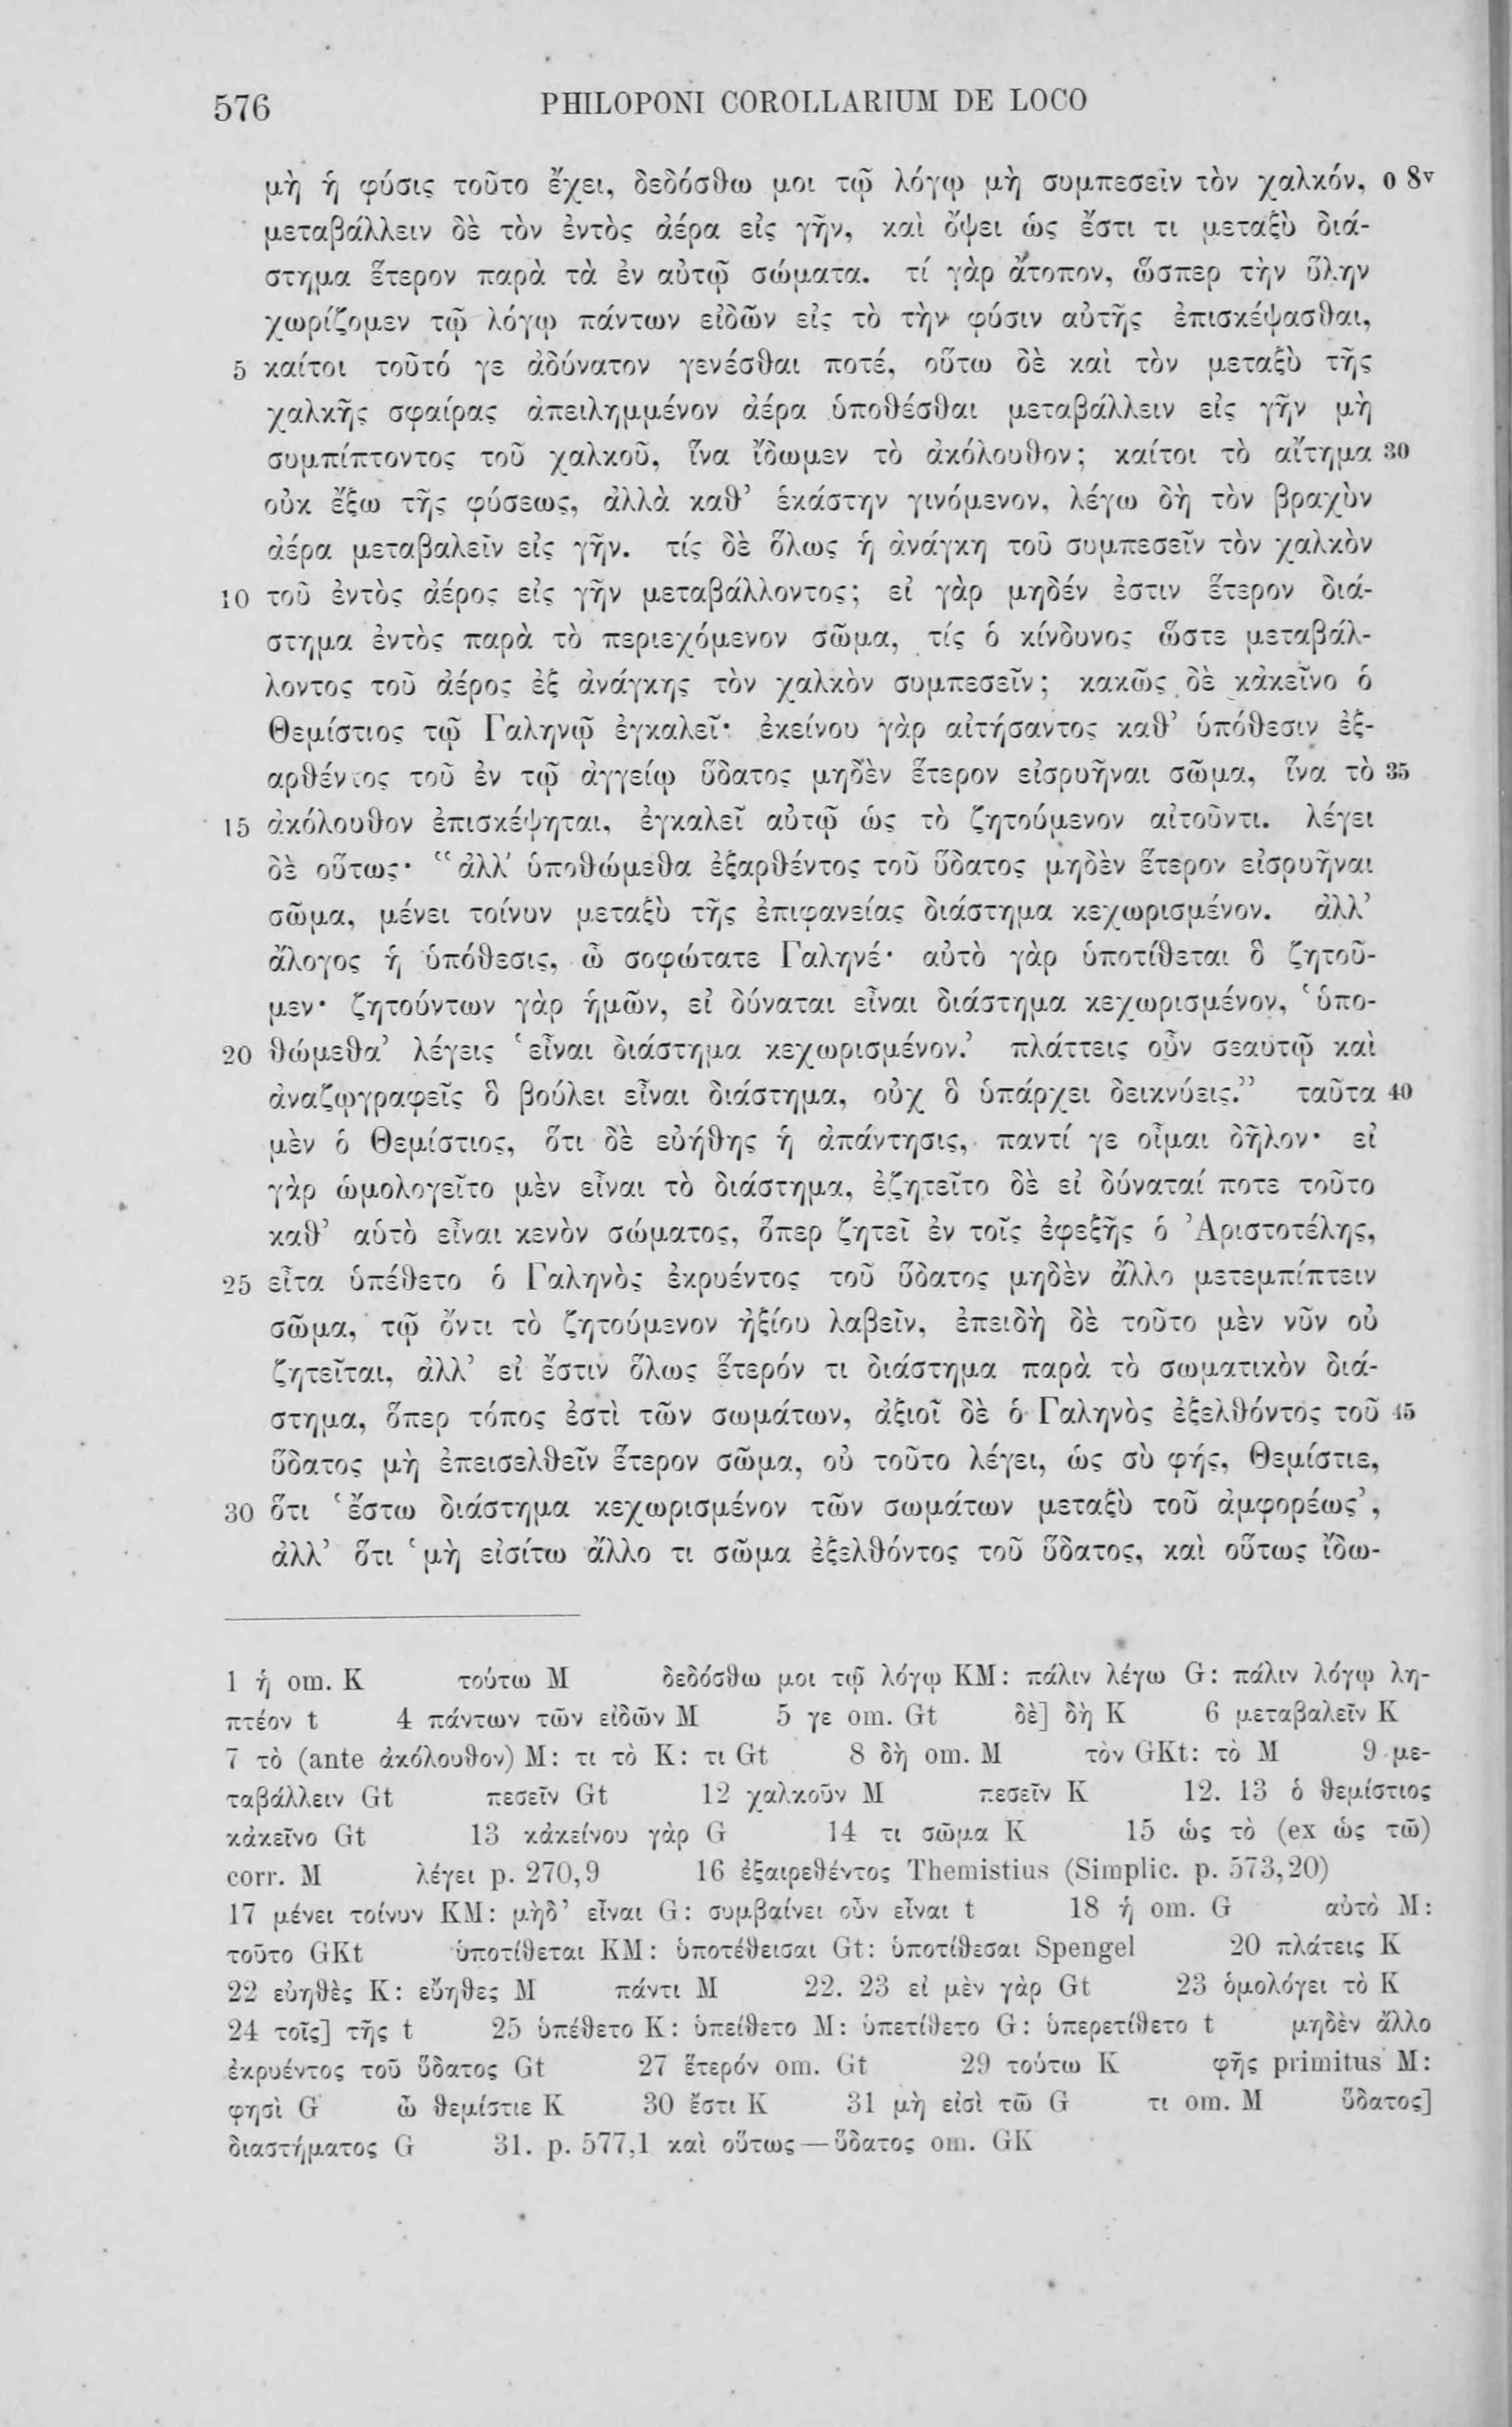 576 PHILOPONI COROLLARIUM DE LOCO
μὴ ἡ φύσις τοῦτο ἔχει, δεδόσθω μοι τῷ λόγῳ μὴ συμπεσεῖν τὸν χαλκόν, o 8v
μεταβάλλειν δὲ τὸν ἐντὸς ἀέρα εἰς γῆν, καὶ ὄψει ὡς ἔστι τι μεταξὺ διά-
στημα ἕτερον παρὰ τὰ ἐν αὐτῷ σώματα. τί γὰρ ἄτοπον, ὥσπερ τὴν ὕλην
χωρίζομεν τῷ λόγῳ πάντων εἰδῶν εἰς τὸ τὴν φύσιν αὐτῆς ἐπισκέψασθαι,
5 καίτοι τοῦτό γε ἀδύνατον γενέσθαι ποτέ, οὕτω δὲ καὶ τὸν μεταξὺ τῆς
χαλκῆς σφαίρας ἀπειλημμένον ἀέρα ὑποθέσθαι μεταβάλλειν εἰς γῆν μὴ
συμπίπτοντος τοῦ χαλκοῦ, ἵνα ἴδωμεν τὸ ἀκόλουθον; καίτοι τὸ αἴτημα 30
οὐκ ἔξω τῆς φύσεως, ἀλλὰ καθ’ ἑκάστην γινόμενον, λέγω δὴ τὸν βραχὺν
ἀέρα μεταβαλεῖν εἰς γῆν. τίς δὲ ὅλως ἡ ἀνάγκη τοῦ συμπεσεῖν τὸν χαλκὸν
10 τοῦ ἐντὸς ἀέρος εἰς γῆν μεταβάλλοντος; εἰ γὰρ μηδέν ἐστιν ἕτερον διά-
στημα ἐντὸς παρὰ τὸ περιεχόμενον σῶμα, τίς ὁ κίνδυνος ὥστε μεταβάλ-
λοντος τοῦ ἀέρος ἐξ ἀνάγκης τὸν χαλκὸν συμπεσεῖν; κακῶς δὲ κἀκεῖνο ὁ
Θεμίστιος τῷ Γαληνῷ ἐγκαλεῖ· ἐκείνου γὰρ αἰτήσαντος καθ’ ὑπόθεσιν ἐξ-
αρθέντος τοῦ ἐν τῷ ἀγγείῳ ὕδατος μηδὲν ἕτερον εἰσρυῆναι σῶμα, ἵνα τὸ 35
15 ἀκόλουθον ἐπισκέψηται, ἐγκαλεῖ αὐτῷ ὡς τὸ ζητούμενον αἰτοῦντι. λέγει
δὲ οὕτως· “ἀλλ’ ὑποθώμεθα ἐξαρθέντος τοῦ ὕδατος μηδὲν ἕτερον εἰσρυῆναι
σῶμα, μένει τοίνυν μεταξὺ τῆς ἐπιφανείας διάστημα κεχωρισμένον. ἀλλ’
ἄλογος ἡ ὑπόθεσις, ὦ σοφώτατε Γαληνέ· αὐτὸ γὰρ ὑποτίθεται ὃ ζητοῦ-
μεν· ζητούντων γὰρ ἡμῶν, εἰ δύναται εἶναι διάστημα κεχωρισμένον, ‘ὑπο-
20 θώμεθα’ λέγεις ‘εἶναι διάστημα κεχωρισμένον.’ πλάττεις οὖν σεαυτῷ καὶ
ἀναζωγραφεῖς ὃ βούλει εἶναι διάστημα, οὐχ ὃ ὑπάρχει δεικνύεις.” ταῦτα 40
μὲν ὁ Θεμίστιος, ὅτι δὲ εὐήθης ἡ ἀπάντησις, παντί γε οἶμαι δῆλον· εἰ
γὰρ ὡμολογεῖτο μὲν εἶναι τὸ διάστημα, ἐζητεῖτο δὲ εἰ δύναταί ποτε τοῦτο
καθ’ αὑτὸ εἶναι κενὸν σώματος, ὅπερ ζητεῖ ἐν τοῖς ἐφεξῆς ὁ Ἀριστοτέλης,
25 εἶτα ὑπέθετο ὁ Γαληνὸς ἐκρυέντος τοῦ ὕδατος μηδὲν ἄλλο μετεμπίπτειν
σῶμα, τῷ ὄντι τὸ ζητούμενον ἠξίου λαβεῖν, ἐπειδὴ δὲ τοῦτο μὲν νῦν οὐ
ζητεῖται, ἀλλ’ εἰ ἔστιν ὅλως ἕτερόν τι διάστημα παρὰ τὸ σωματικὸν διά-
στημα, ὅπερ τόπος ἐστὶ τῶν σωμάτων, ἀξιοῖ δὲ ὁ Γαληνὸς ἐξελθόντος τοῦ 45
ὕδατος μὴ ἐπεισελθεῖν ἕτερον σῶμα, οὐ τοῦτο λέγει, ὡς σὺ φής, Θεμίστιε,
30 ὅτι ‘ἔστω διάστημα κεχωρισμένον τῶν σωμάτων μεταξὺ τοῦ ἀμφορέως’,
ἀλλ’ ὅτι ‘μὴ εἰσίτω ἄλλο τι σῶμα ἐξελθόντος τοῦ ὕδατος, καὶ οὕτως ἴδω-
1 ἡ om. K τούτω M δεδόσθω μοι τῷ λόγῳ KM: πάλιν λέγω G: πάλιν λόγῳ λη-
πτέον t 4 πάντων τῶν εἰδῶν M 5 γε om. Gt δὲ] δὴ K 6 μεταβαλεῖν K
7 τὸ (ante ἀκόλουθον) M: τι τὸ K: τι Gt 8 δὴ om. M τὸν GKt: τὸ M 9 με-
ταβάλλειν Gt πεσεῖν Gt 12 χαλκοῦν M πεσεῖν K 12. 13 ὁ θεμίστιος
κἀκεῖνο Gt 13 κἀκείνου γὰρ G 14 τι σῶμα K 15 ὡς τὸ (ex ὡς τῶ)
corr. M λέγει p. 270,9 16 ἐξαιρεθέντος Themistius (Simplic. p. 573,20)
17 μένει τοίνυν KM: μὴδ’ εἶναι G: συμβαίνει οὖν εἶναι t 18 ἡ om. G αὐτὸ M:
τοῦτο GKt ὑποτίθεται KM: ὑποτέθεισαι Gt: ὑποτίθεσαι Spengel 20 πλάτεις K
22 εὐηθὲς K: εὔηθες M πάντι M 22. 23 εἰ μὲν γὰρ Gt 23 ὁμολόγει τὸ K
24 τοῖς] τῆς t 25 ὑπέθετο K: ὑπείθετο M: ὑπετίθετο G: ὑπερετίθετο t μηδὲν ἄλλο
ἐκρυέντος τοῦ ὕδατος Gt 27 ἕτερόν om. Gt 29 τούτω K φῆς primitus M:
φησὶ G ὦ θεμίστιε K 30 ἔστι K 31 μὴ εἰσὶ τῶ G τι om. M ὕδατος]
διαστήματος G 31. p. 577,1 καὶ οὕτως — ὕδατος om. GK